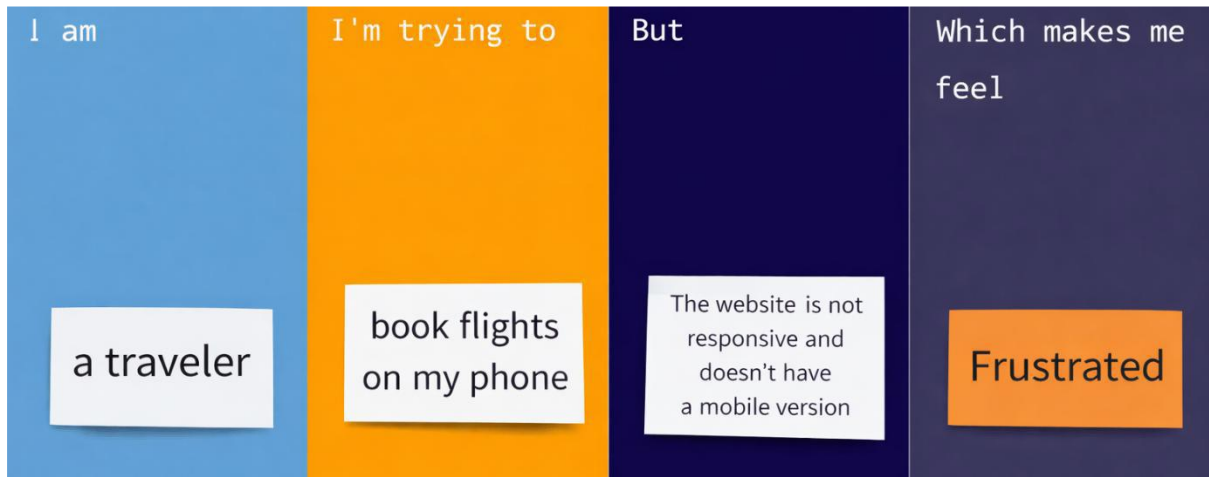 I am
a traveler
I'm trying to
book flights
on my phone
But
The website is not
responsive and
doesn't have
a mobile version
Which makes me
feel
Frustrated